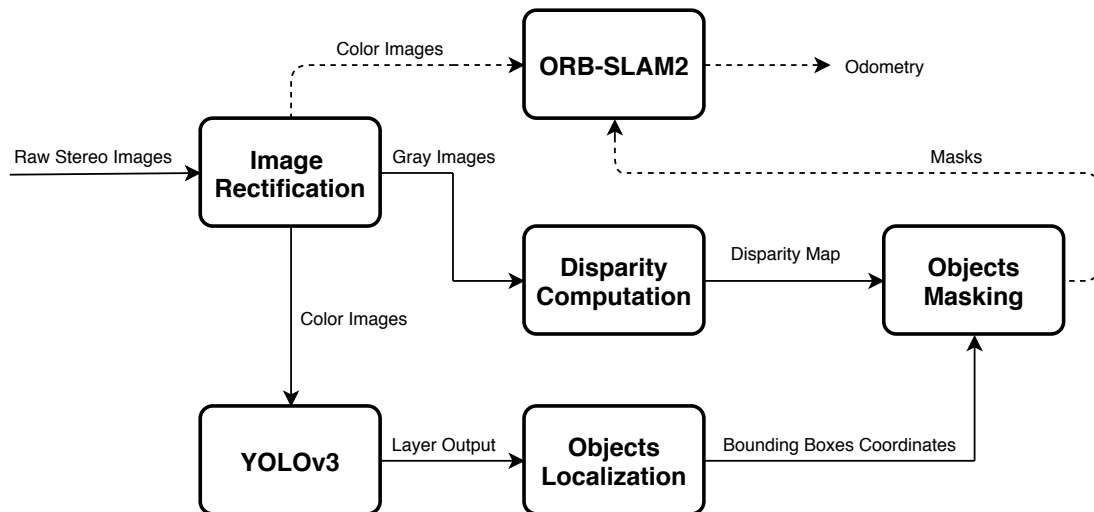 Color Images
ORB-SLAM2
Odometry
Raw Stereo Images
Image
Rectification
Gray Images
Masks
Disparity
Computation
Disparity Map
Objects
Masking
Color Images
YOLOv3
Layer Output
Objects
Localization
Bounding Boxes Coordinates